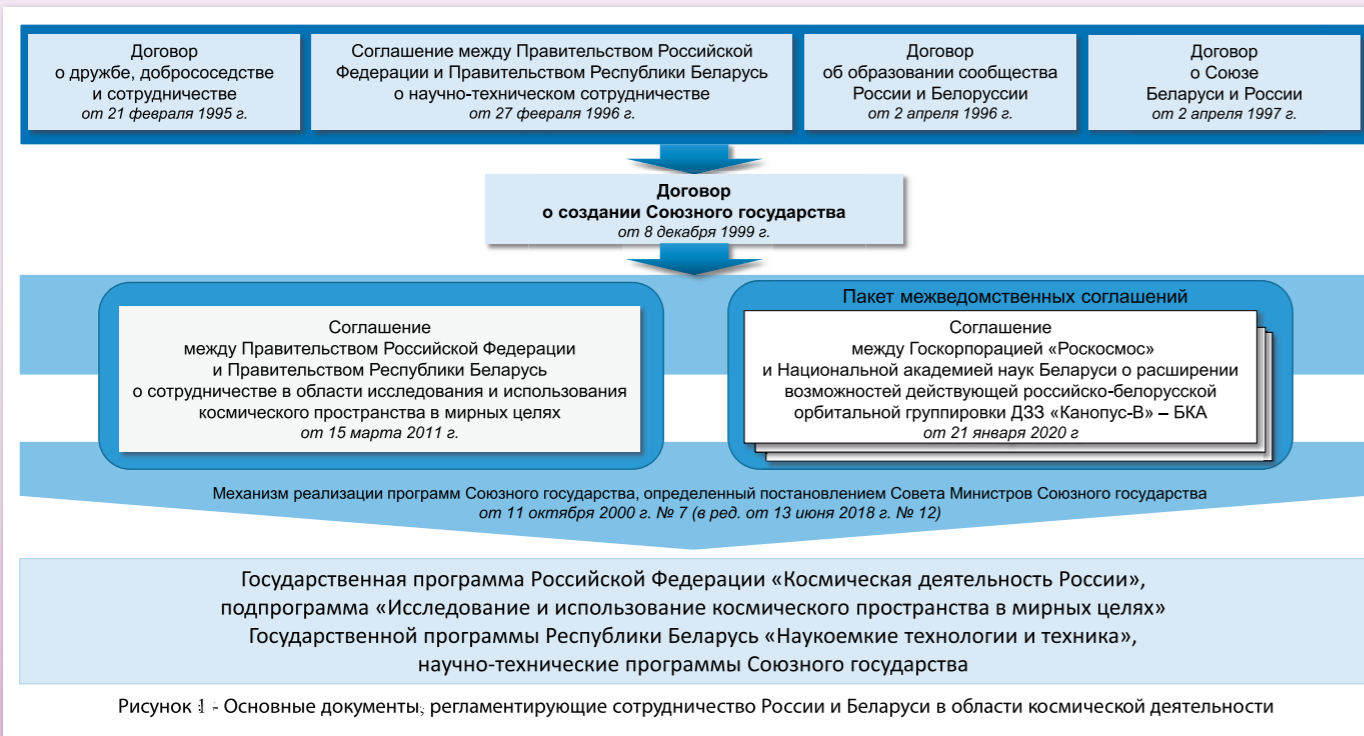 Договор
о дружбе, добрососедстве
и сотрудничестве
от 21 февраля 1995 г.
Соглашение между Правительством Российской
Федерации и Правительством Республики Беларусь
о научно-техническом сотрудничестве
от 27 февраля 1996 г.
Договор
об образовании сообщества
России и Белоруссии
от 2 апреля 1996 г.
Договор
о Союзе
Беларуси и России
от 2 апреля 1997 г.
Договор
о создании Союзного государства
от 8 декабря 1999 г.
Соглашение
между Правительством Российской Федерации
и Правительством Республики Беларусь
о сотрудничестве в области исследования и использования
космического пространства в мирных целях
от 15 марта 2011 г.
Пакет межведомственных соглашений
Соглашение
между Госкорпорацией «Роскосмос»
и Национальной академией наук Беларуси о расширении
возможностей действующей российско-белорусской
орбитальной группировки ДЗЗ «Канопус-В» – БКА
от 21 января 2020 г
Механизм реализации программ Союзного государства, определенный постановлением Совета Министров Союзного государства
от 11 октября 2000 г. № 7 (в ред. от 13 июня 2018 г. № 12)
Государственная программа Российской Федерации «Космическая деятельность России»,
подпрограмма «Исследование и использование космического пространства в мирных целях»
Государственной программы Республики Беларусь «Наукоемкие технологии и техника»,
научно-технические программы Союзного государства
Рисунок 1 - Основные документы, регламентирующие сотрудничество России и Беларуси в области космической деятельности